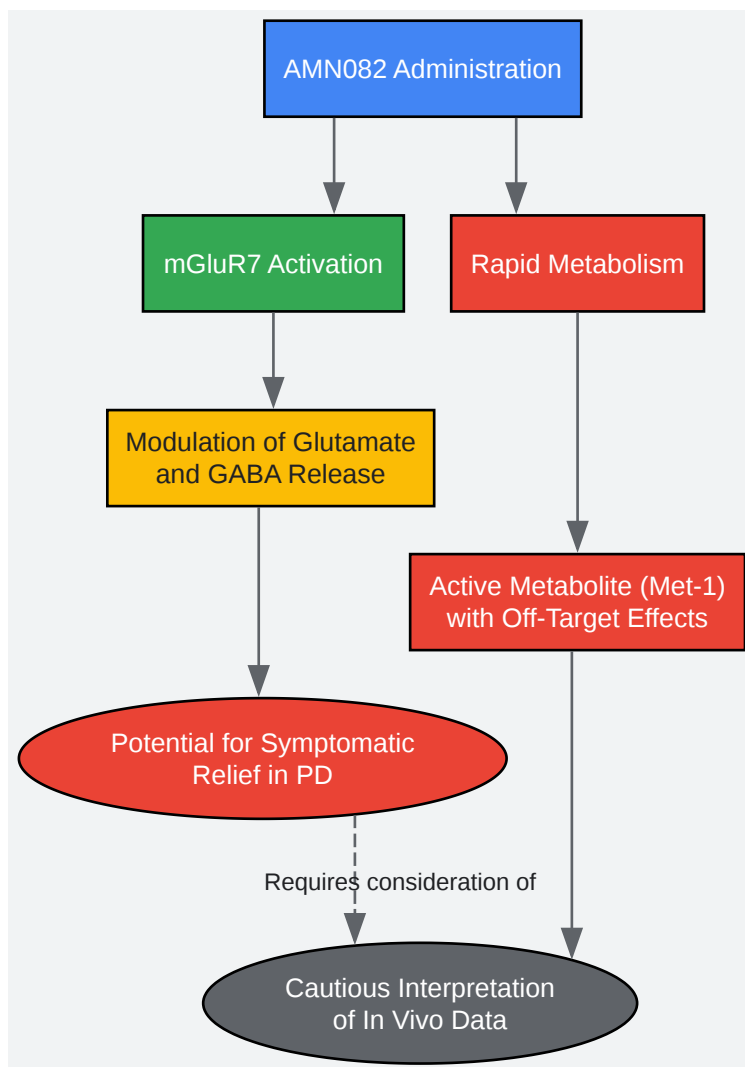 AMN082 Administration
mGluR7 Activation
Rapid Metabolism
Modulation of Glutamate
and GABA Release
Active Metabolite (Met-1)
with Off-Target Effects
Potential for Symptomatic
Relief in PD
Requires consideration of
Cautious Interpretation
of In Vivo Data